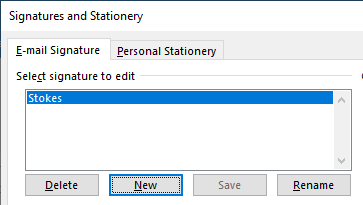 Signatures and Stationery
E-mail Signature Personal Stationery
Select signature to edit
Stokes
Delete New Save Rename